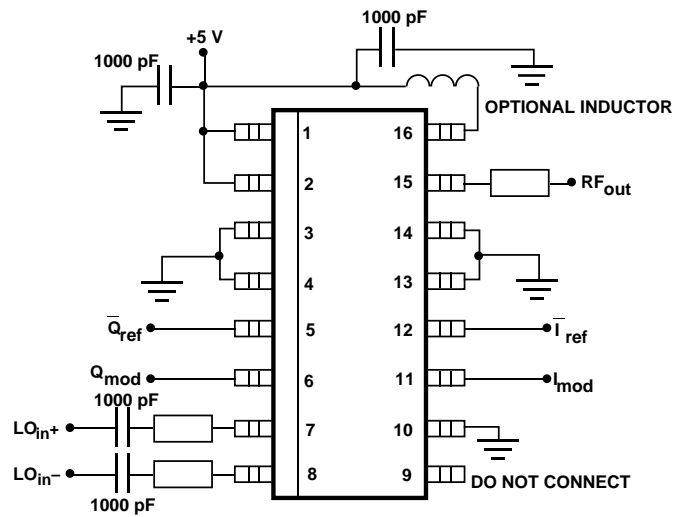 1000 pF
+5 V
1000 pF
OPTIONAL INDUCTOR
1 16
2 15 RFout
3 14
4 13
Q̅ref 5 12 I̅ref
Qmod 6 11 Imod
1000 pF
LOin+ 7 10
LOin– 8 9 DO NOT CONNECT
1000 pF